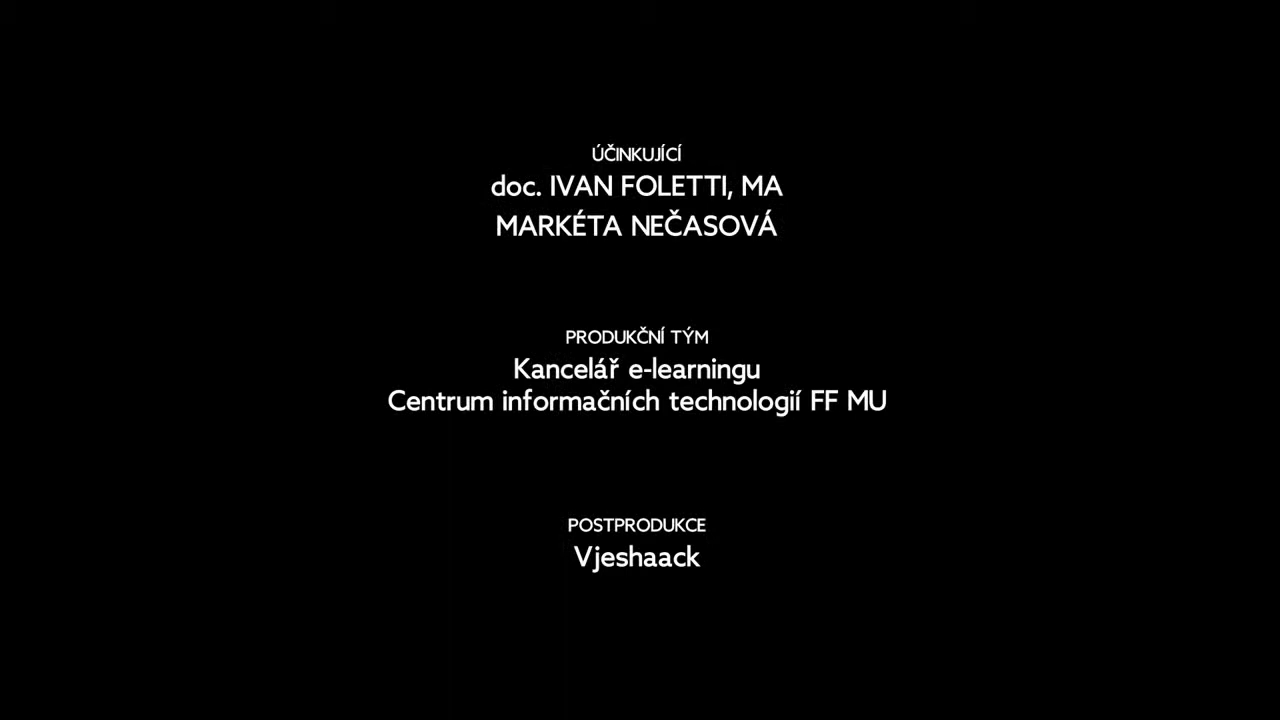 ÚČINKUJÍCÍ
doc. IVAN FOLETTI, MA
MARKÉTA NEČASOVÁ
PRODUKČNÍ TÝM
Kancelář e-learningu
Centrum informačních technologií FF MU
POSTPRODUKCE
Vjeshaack